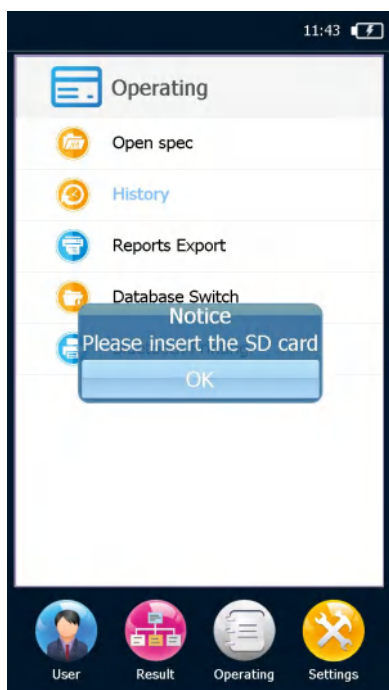 11:43
Operating
Open spec
History
Reports Export
Database Switch
Notice
Please insert the SD card
OK
User
Result
Operating
Settings